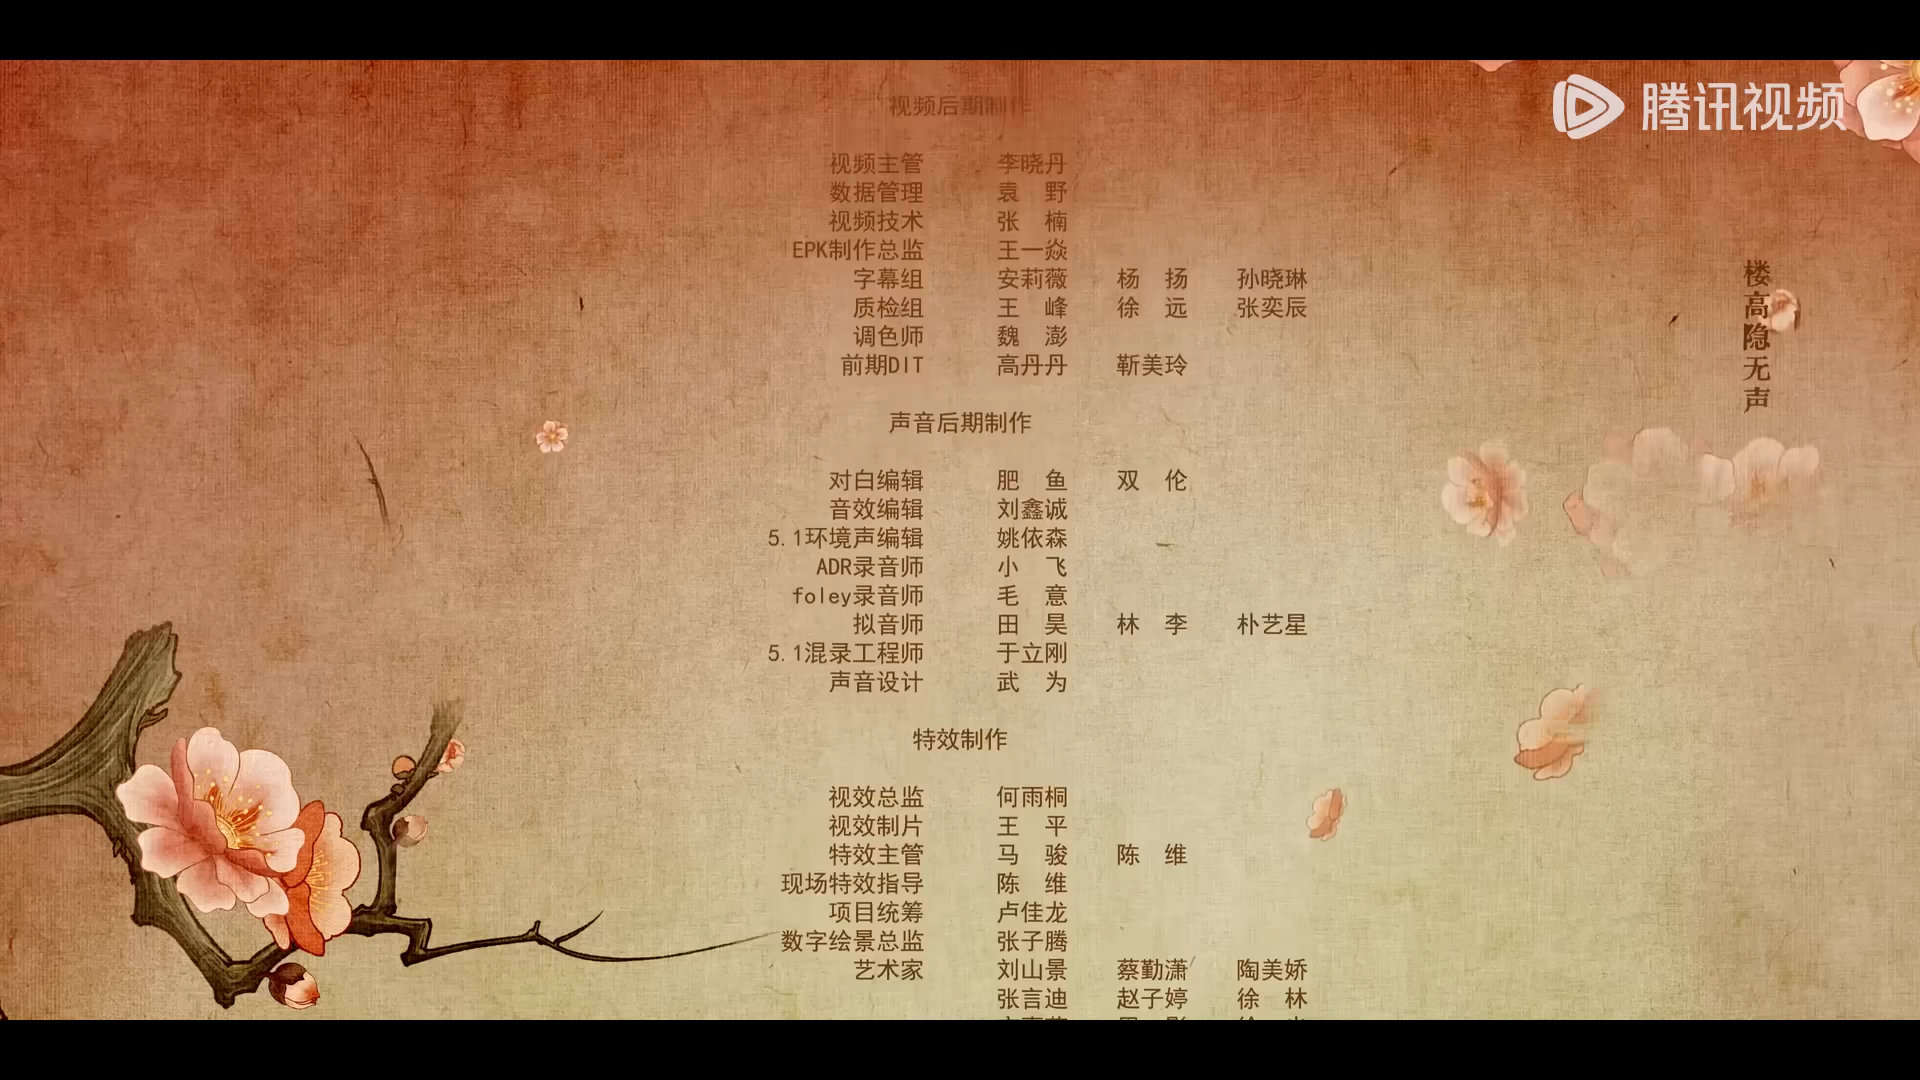 腾讯视频
视频后期制作
视频主管 李晓丹
数据管理 袁 野
视频技术 张 楠
EPK制作总监 王一焱
字幕组 安莉薇 杨 扬 孙晓琳
质检组 王 峰 徐 远 张奕辰
调色师 魏 澎
前期DIT 高丹丹 靳美玲
声音后期制作
对白编辑 肥 鱼 双 伦
音效编辑 刘鑫诚
5.1环境声编辑 姚依森
ADR录音师 小 飞
foley录音师 毛 意
拟音师 田 昊 林 李 朴艺星
5.1混录工程师 于立刚
声音设计 武 为
特效制作
视效总监 何雨桐
视效制片 王 平
特效主管 马 骏 陈 维
现场特效指导 陈 维
项目统筹 卢佳龙
数字绘景总监 张子腾
艺术家 刘山景 蔡勤潇 陶美娇
张言迪 赵子婷 徐 林
楼高隐无声